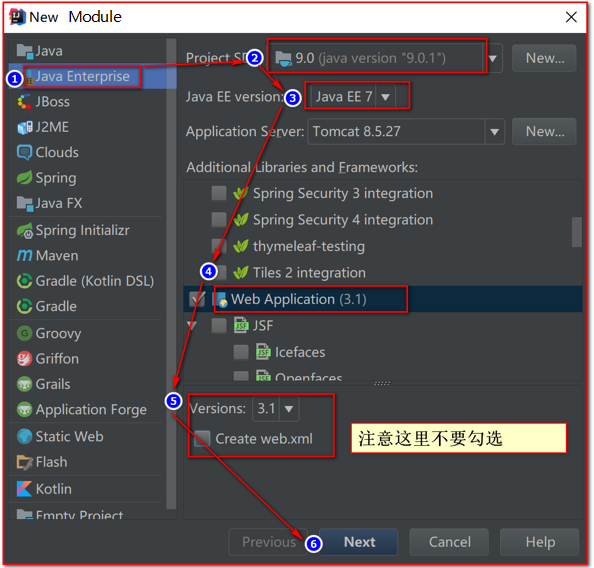 New Module
Java
Java Enterprise
JBoss
J2ME
Clouds
Spring
Java FX
Spring Initializr
Maven
Gradle (Kotlin DSL)
Gradle
Groovy
Griffon
Grails
Application Forge
Static Web
Flash
Kotlin
Empty Project
1
Project S
2
9.0 (java version "9.0.1")
New...
Java EE version:
3
Java EE 7
Application Server:
Tomcat 8.5.27
New...
Additional Libraries and Frameworks:
Spring Security 3 integration
Spring Security 4 integration
thymeleaf-testing
4
Tiles 2 integration
Web Application (3.1)
JSF
Icefaces
Openfaces
5
Versions: 3.1
Create web.xml
注意这里不要勾选
6
Previous
Next
Cancel
Help